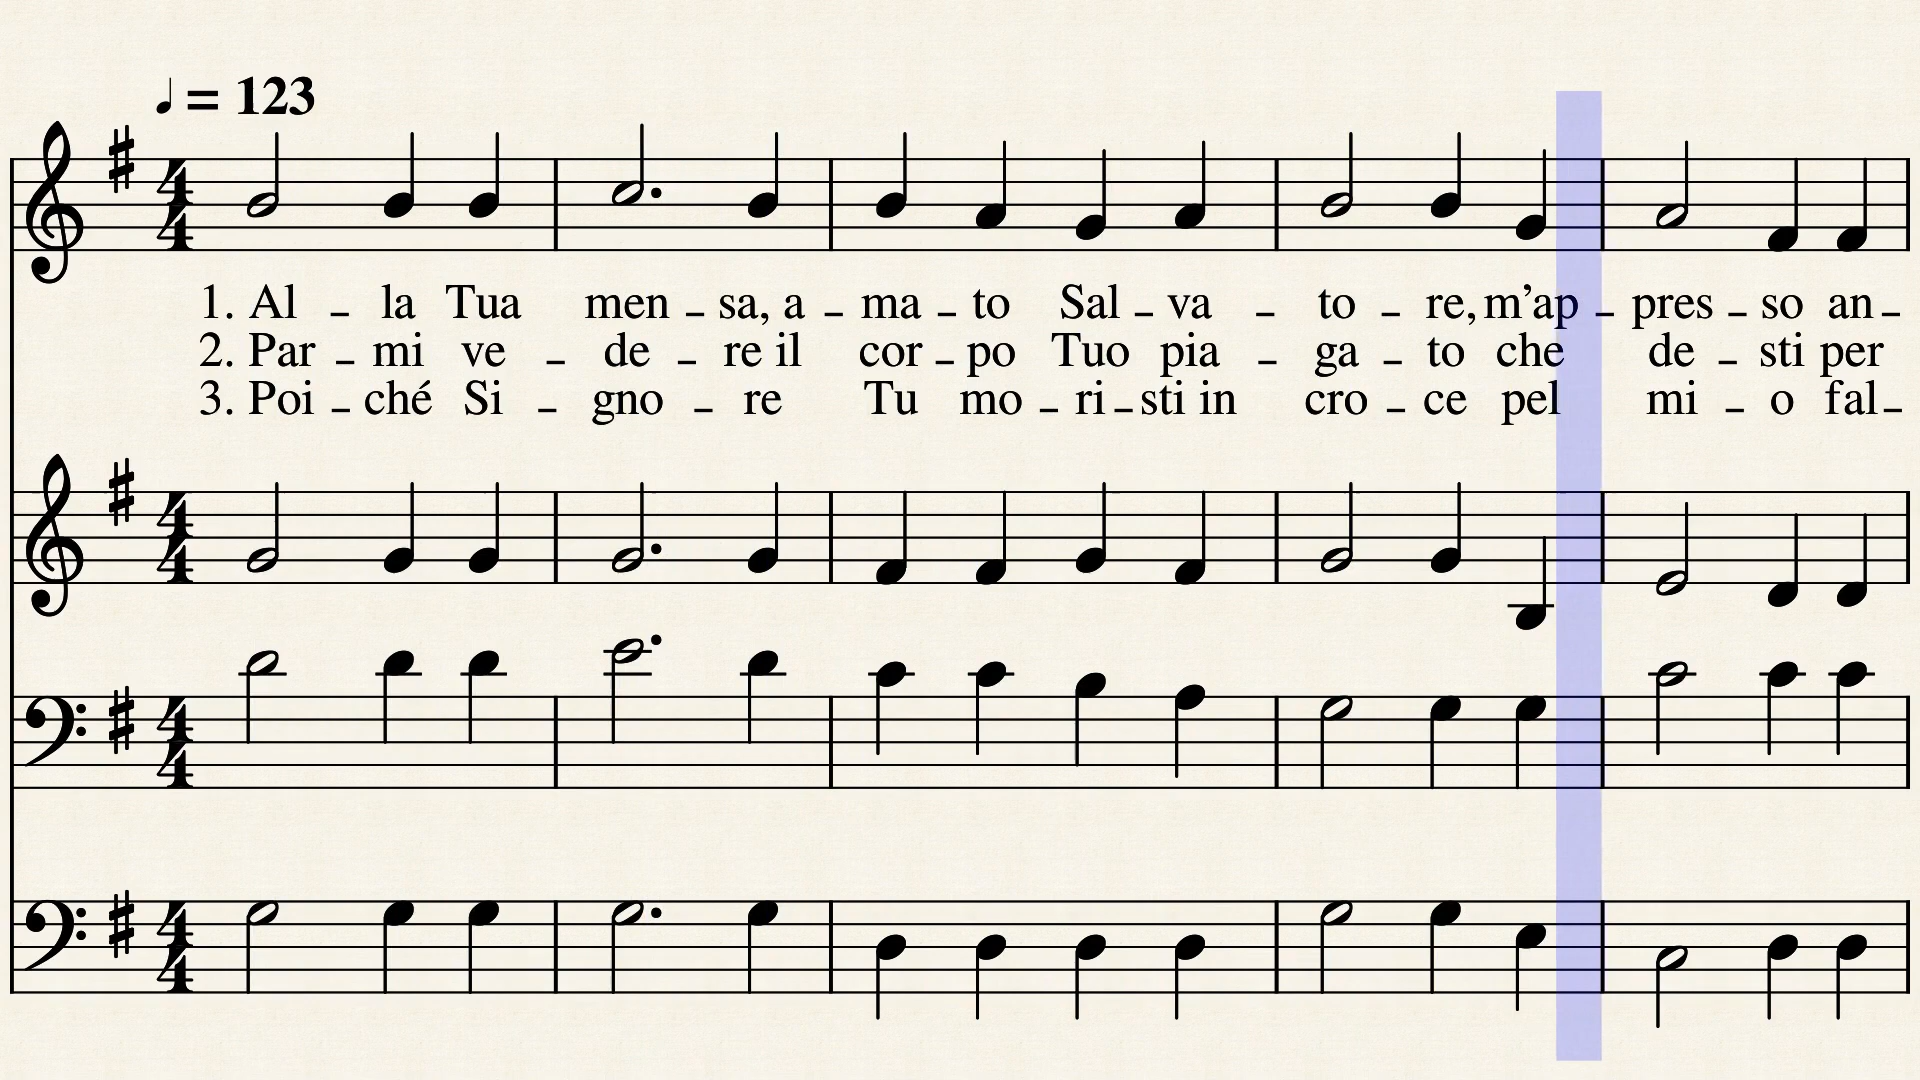 ♩ = 123
1. Al - la Tua men - sa, a - ma - to Sal - va - to - re, m’ap - pres - so an -
2. Par - mi ve - de - re il cor - po Tuo pia - ga - to che de - sti per
3. Poi - ché Si - gno - re Tu mo - ri - sti in cro - ce pel mi - o fal -